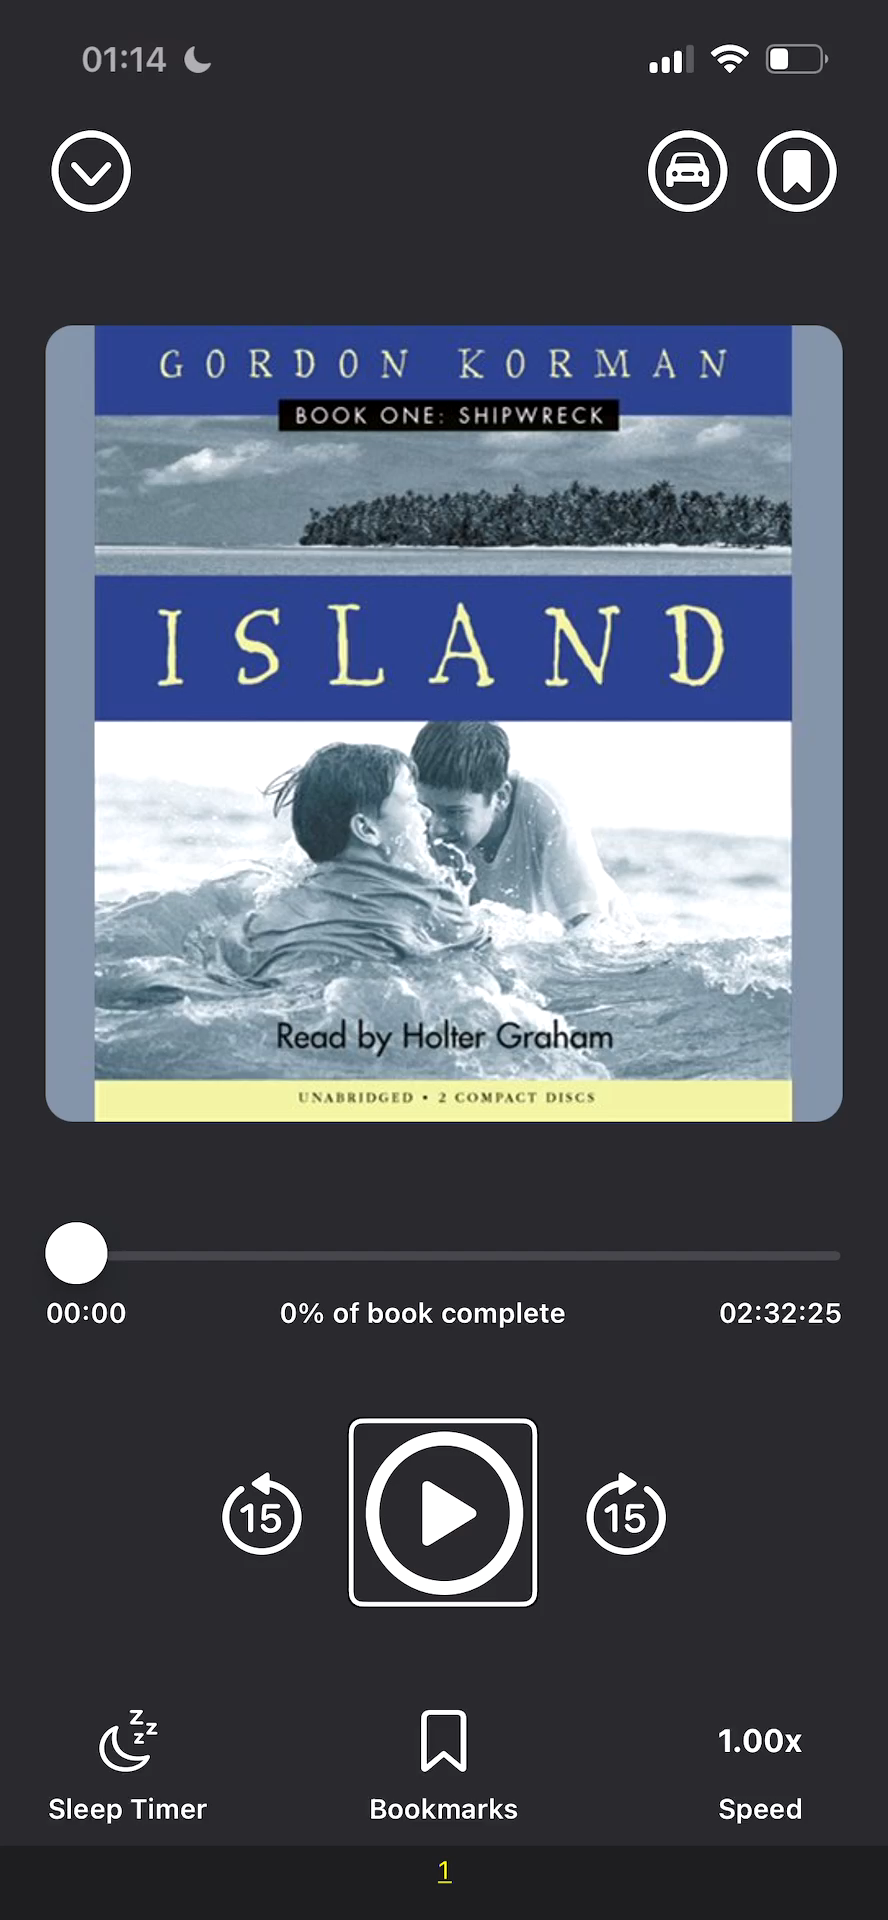 01:14
GORDON KORMAN
BOOK ONE: SHIPWRECK
ISLAND
Read by Holter Graham
UNABRIDGED • 2 COMPACT DISCS
00:00 0% of book complete 02:32:25
15 15
z z z
1.00x
Sleep Timer Bookmarks Speed
1